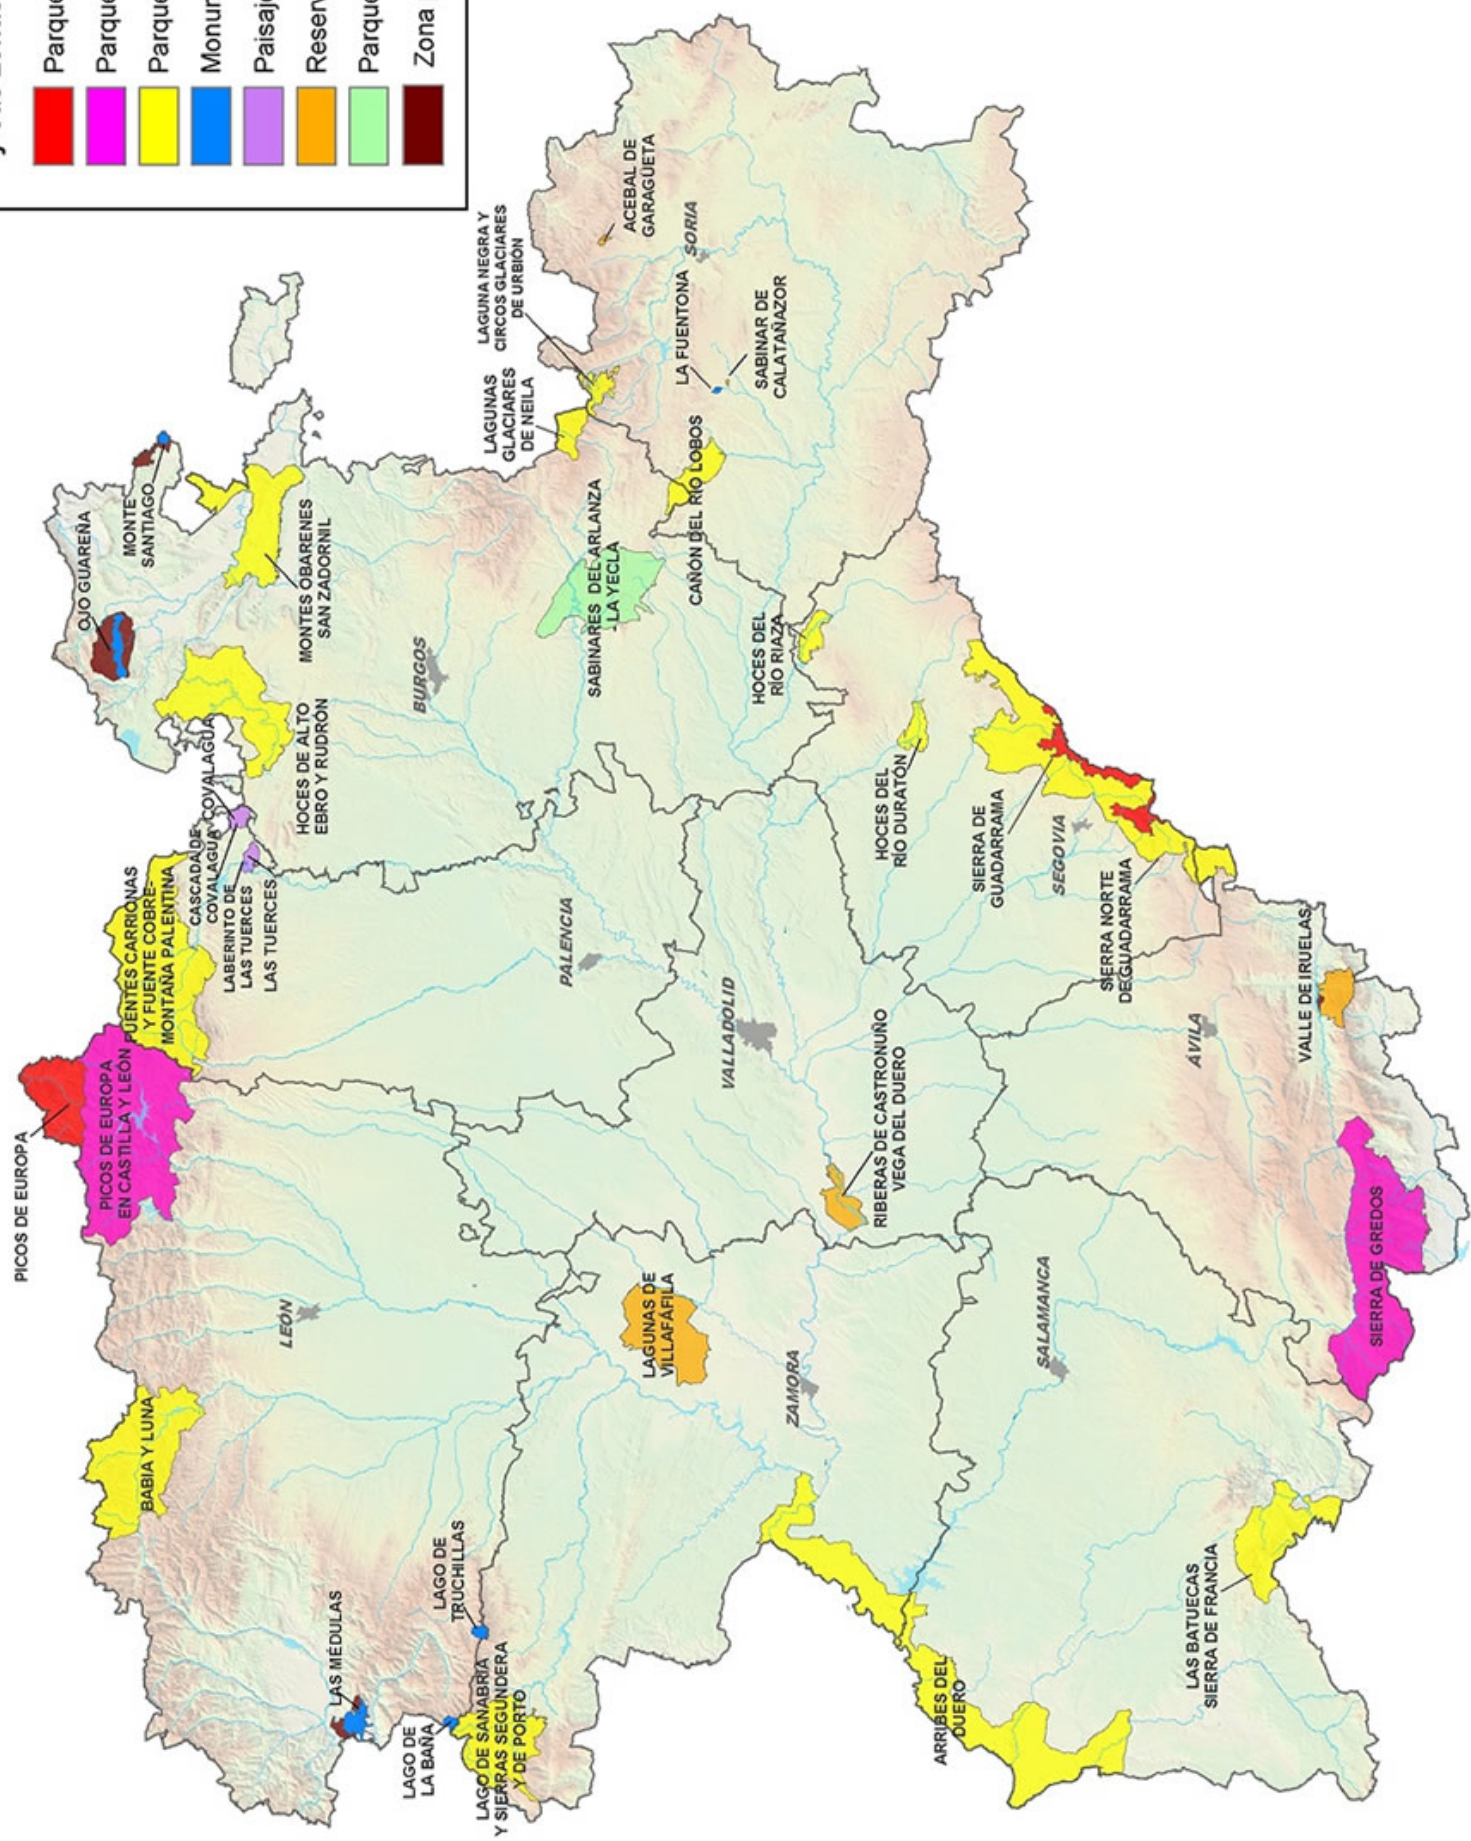 Parque
Parque
Parque
Monum
Paisaj
Reserv
Parque
Zona
PICOS DE EUROPA
PICOS DE EUROPA
EN CASTILLA Y LEÓN
FUENTES CARRIONAS
Y FUENTE COBRE-
MONTAÑA PALENTINA
BABIA Y LUNA
CASCADA DE
COVALAGUA
COVALAGUA
LABERINTO DE
LAS TUERCES
LAS TUERCES
HOCES DE ALTO
EBRO Y RUDRÓN
OJO GUAREÑA
MONTE
SANTIAGO
MONTES OBARENES
SAN ZADORNIL
LEÓN
BURGOS
LAS MÉDULAS
LAGO DE
LA BAÑA
LAGO DE
TRUCHILLAS
LAGO DE SANABRIA
Y SIERRAS SEGUNDERA
Y DE PORTO
PALENCIA
LAGUNAS
GLACIARES
DE NEILA
LAGUNA NEGRA Y
CIRCOS GLACIARES
DE URBIÓN
ACEBAL DE
GARAGÜETA
SORIA
SABINARES DEL ARLANZA
- LA YECLA
CAÑÓN DEL RÍO LOBOS
LA FUENTONA
SABINAR DE
CALATAÑAZOR
LAGUNAS DE
VILLAFÁFILA
VALLADOLID
ZAMORA
HOCES DEL
RÍO RIAZA
RIBERAS DE CASTRONUÑO
VEGA DEL DUERO
HOCES DEL
RÍO DURATÓN
SIERRA DE
GUADARRAMA
SEGOVIA
ARRIBES DEL
DUERO
SALAMANCA
SIERRA NORTE
DE GUADARRAMA
ÁVILA
LAS BATUECAS
SIERRA DE FRANCIA
VALLE DE IRUELAS
SIERRA DE GREDOS